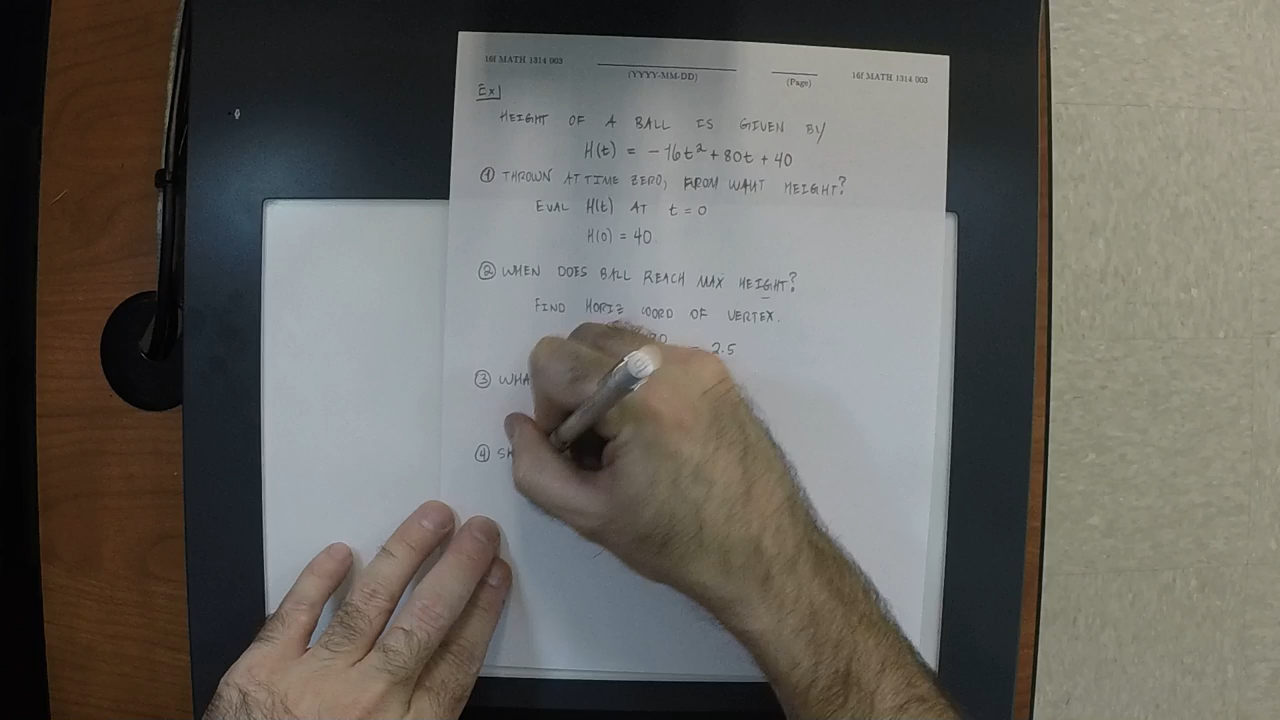 16f MATH 1314 003 (YYYY-MM-DD) (Page) 16f MATH 1314 003
Ex1
HEIGHT OF A BALL IS GIVEN BY
H(t) = -16t² + 80t + 40
① THROWN AT TIME ZERO, FROM WHAT HEIGHT?
EVAL H(t) AT t = 0
H(0) = 40
② WHEN DOES BALL REACH MAX HEIGHT?
FIND HORIZ COORD OF VERTEX.
= 2.5
③ WHA
④